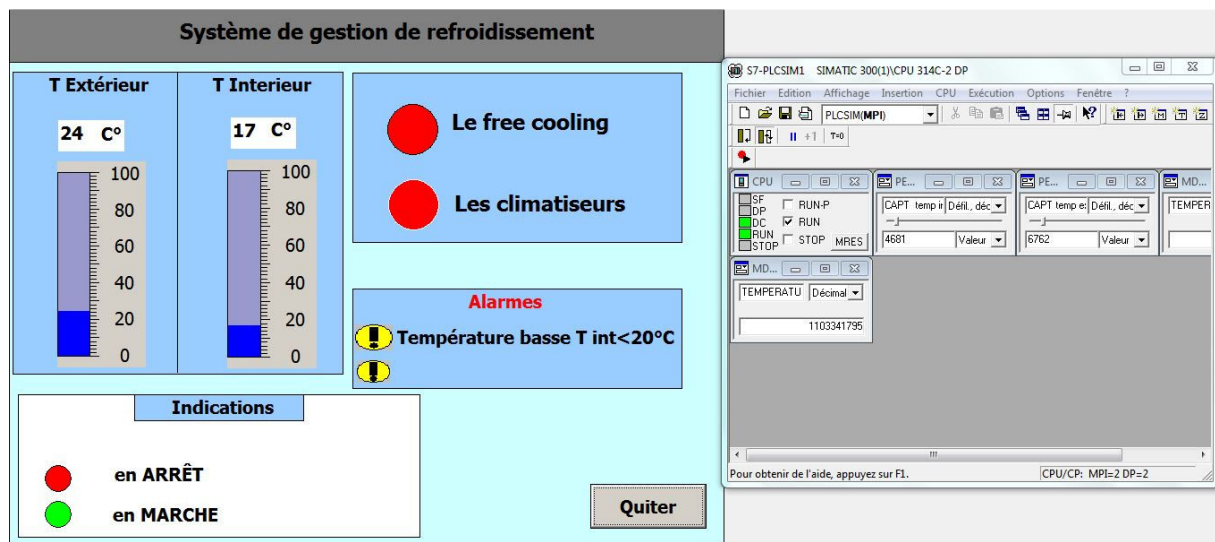 Système de gestion de refroidissement
T Extérieur
T Interieur
24 C°
17 C°
100
80
60
40
20
0
100
80
60
40
20
0
Le free cooling
Les climatiseurs
Alarmes
Température basse T int<20°C
Indications
en ARRÊT
en MARCHE
Quiter
S7-PLCSIM1 SIMATIC 300(1)\CPU 314C-2 DP
Fichier Edition Affichage Insertion CPU Exécution Options Fenêtre ?
PLCSIM(MPI)
+1 T=0
CPU
SF
DP
DC
RUN
STOP
RUN-P
RUN
STOP
MRES
PE...
CAPT temp ir Défil., déc
4681 Valeur
PE...
CAPT temp e: Défil., déc
6762 Valeur
MD...
TEMPER
MD...
TEMPERATU Décimal
1103341795
Pour obtenir de l'aide, appuyez sur F1.
CPU/CP: MPI=2 DP=2